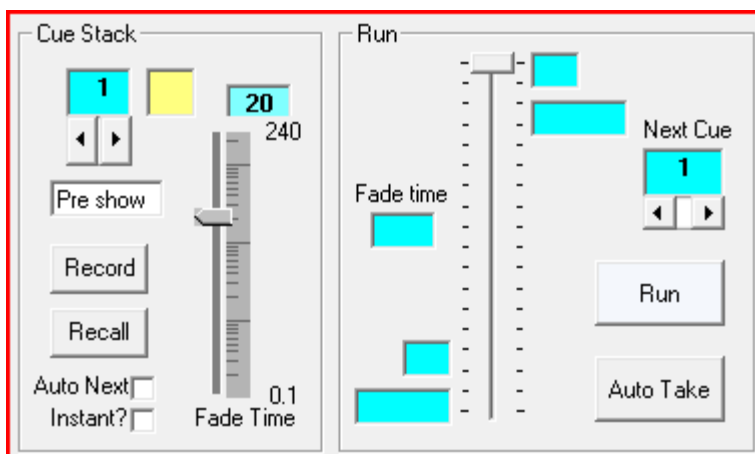 Cue Stack
1
20
240
Pre show
Record
Recall
Auto Next
Instant?
0.1
Fade Time
Run
Next Cue
1
Fade time
Run
Auto Take